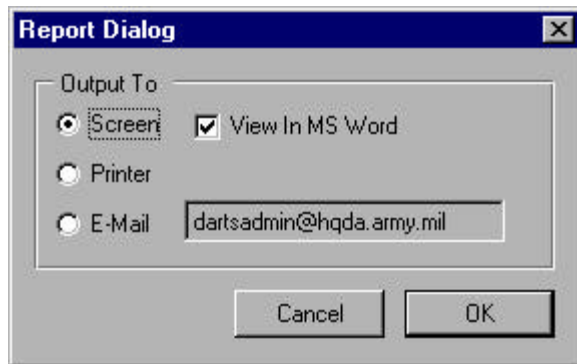 Report Dialog
Output To
Screen View In MS Word
Printer
E-Mail dartsadmin@hqda.army.mil
Cancel OK